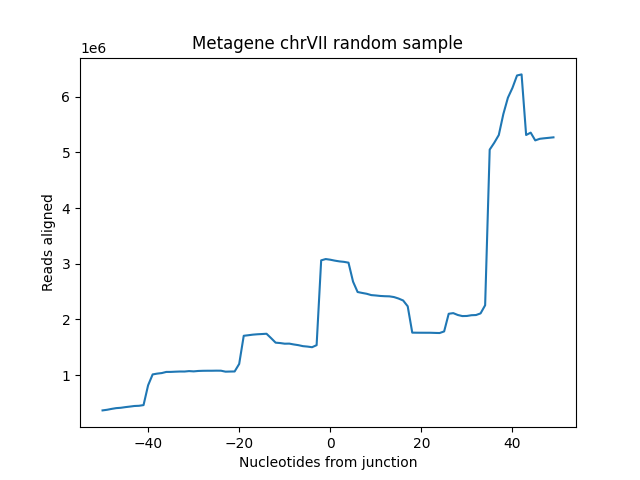 Metagene chrVII random sample
1e6
6
5
4
3
2
1
Reads aligned
−40
−20
0
20
40
Nucleotides from junction